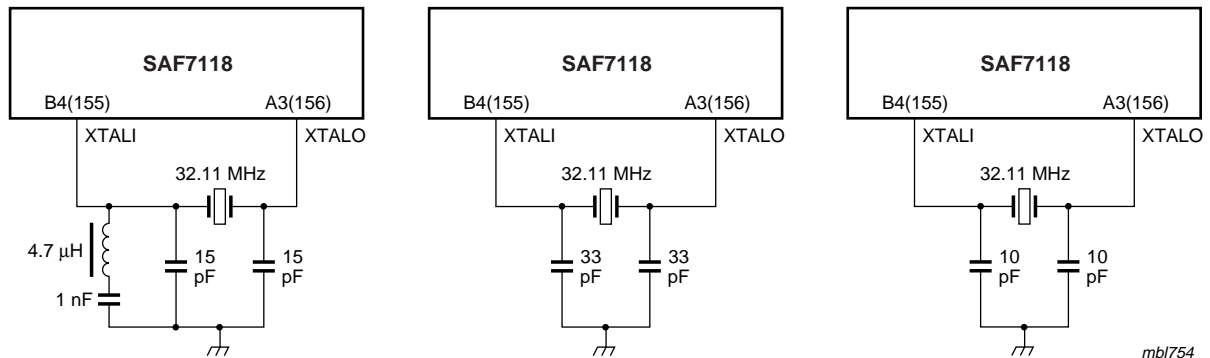 SAF7118
B4(155) A3(156)
XTALI XTALO
32.11 MHz
4.7 μH
15 pF
15 pF
1 nF
SAF7118
B4(155) A3(156)
XTALI XTALO
32.11 MHz
33 pF
33 pF
SAF7118
B4(155) A3(156)
XTALI XTALO
32.11 MHz
10 pF
10 pF
mbl754